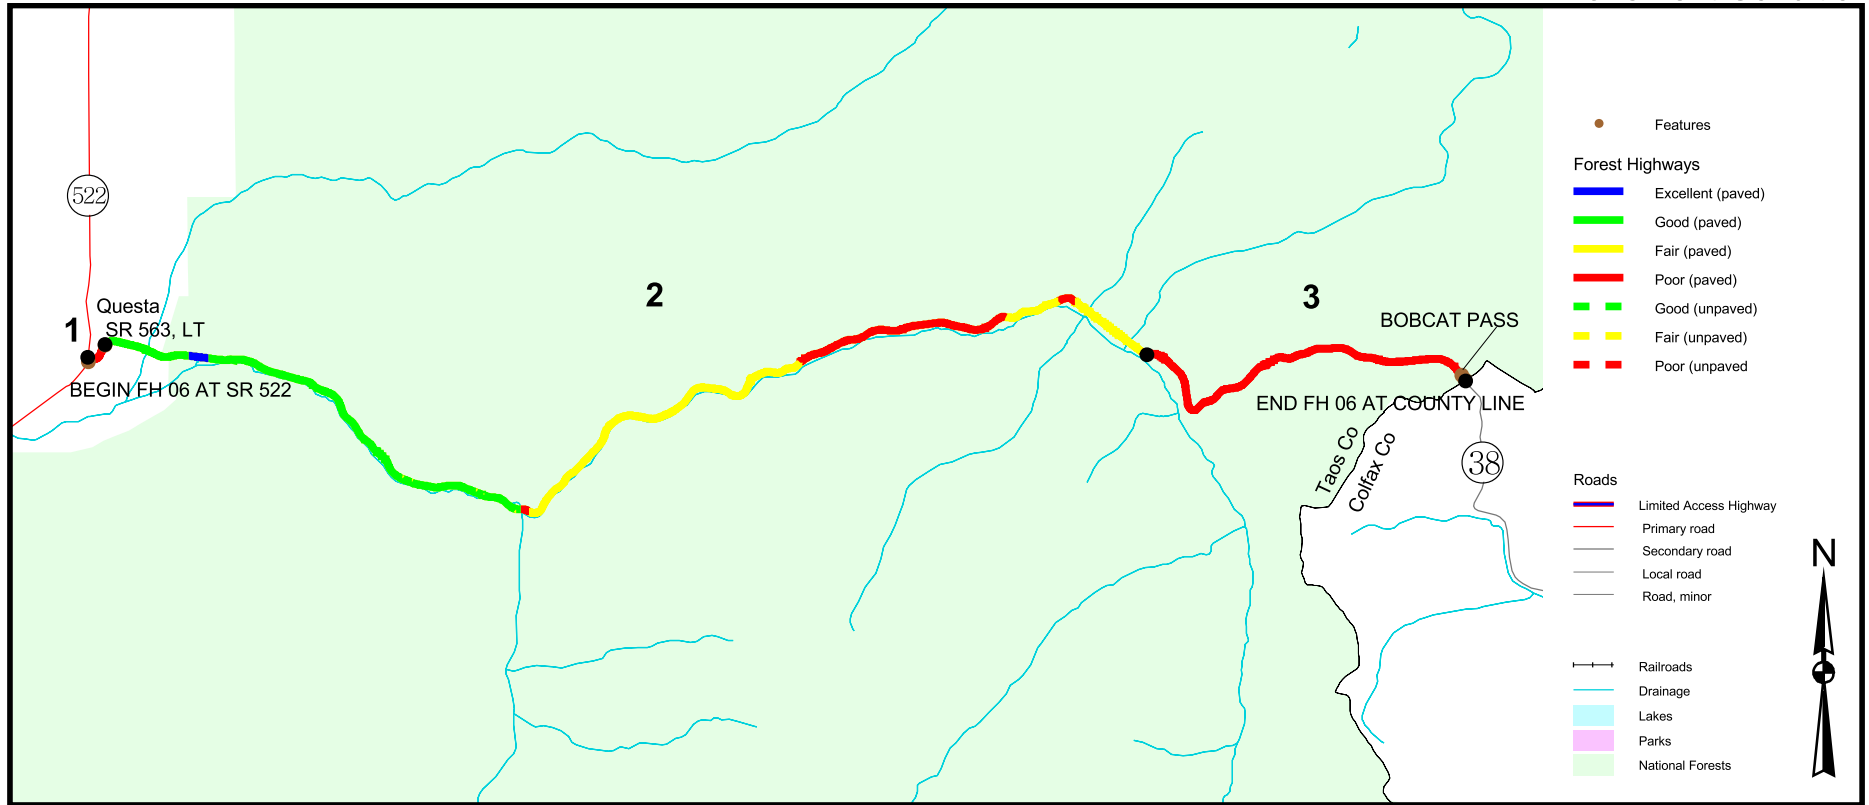 522
1
Questa
SR 563, LT
BEGIN FH 06 AT SR 522
2
3
BOBCAT PASS
END FH 06 AT COUNTY LINE
Taos Co
Colfax Co
38
Features
Forest Highways
Excellent (paved)
Good (paved)
Fair (paved)
Poor (paved)
Good (unpaved)
Fair (unpaved)
Poor (unpaved
Roads
Limited Access Highway
Primary road
Secondary road
Local road
Road, minor
Railroads
Drainage
Lakes
Parks
National Forests
N